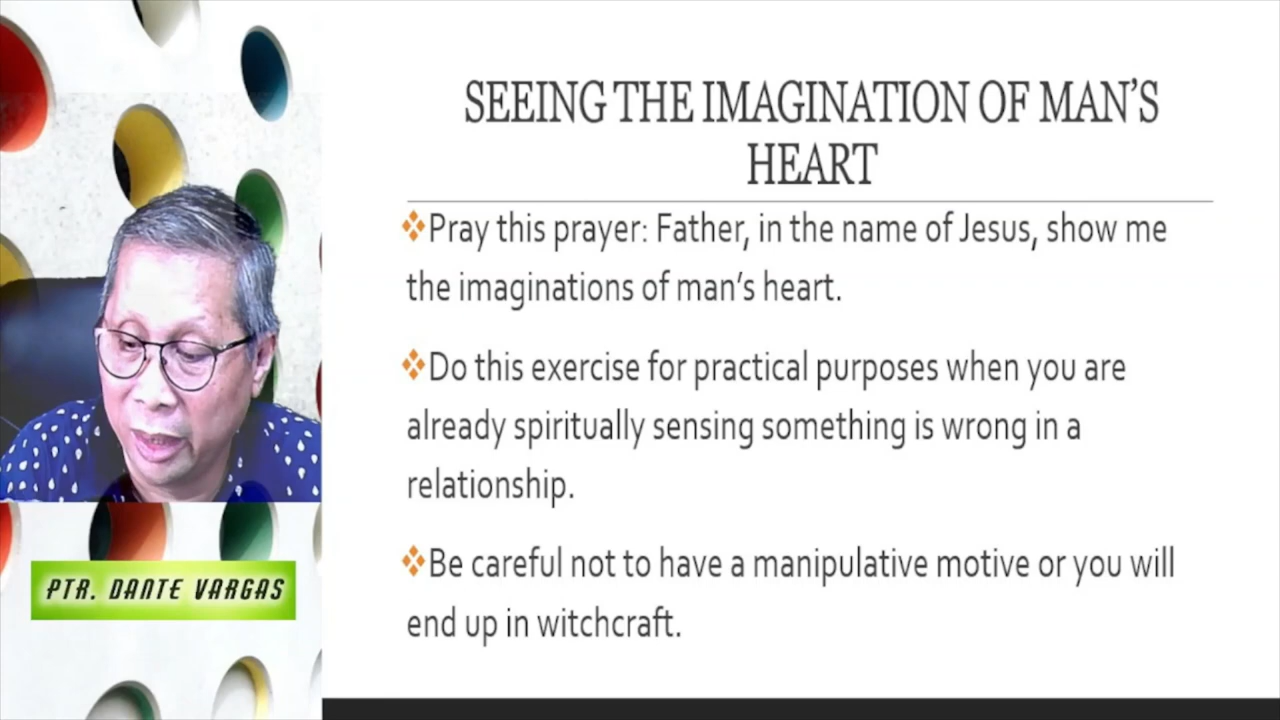 SEEING THE IMAGINATION OF MAN'S
HEART
❖Pray this prayer: Father, in the name of Jesus, show me
the imaginations of man's heart.
❖Do this exercise for practical purposes when you are
already spiritually sensing something is wrong in a
relationship.
❖Be careful not to have a manipulative motive or you will
end up in witchcraft.
PTR. DANTE VARGAS